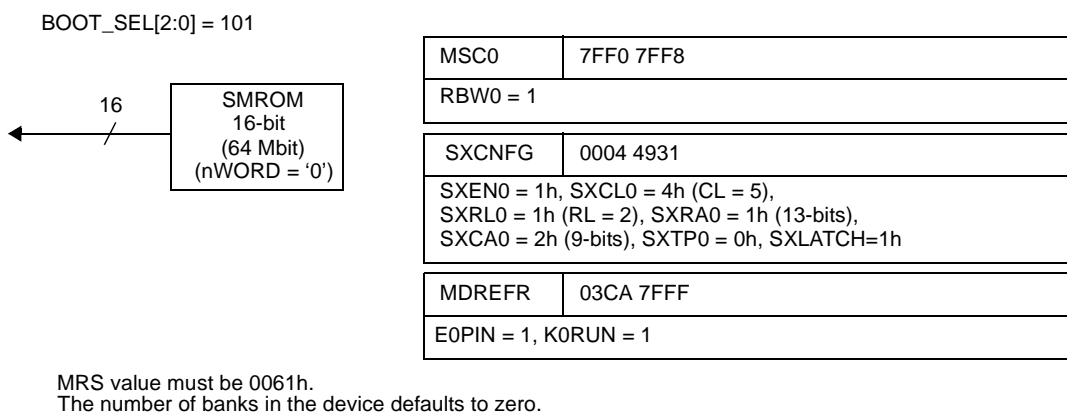 BOOT_SEL[2:0] = 101
16
SMROM
16-bit
(64 Mbit)
(nWORD = ‘0’)
MSC0 7FF0 7FF8
RBW0 = 1
SXCNFG 0004 4931
SXEN0 = 1h, SXCL0 = 4h (CL = 5),
SXRL0 = 1h (RL = 2), SXRA0 = 1h (13-bits),
SXCA0 = 2h (9-bits), SXTP0 = 0h, SXLATCH=1h
MDREFR 03CA 7FFF
E0PIN = 1, K0RUN = 1
MRS value must be 0061h.
The number of banks in the device defaults to zero.